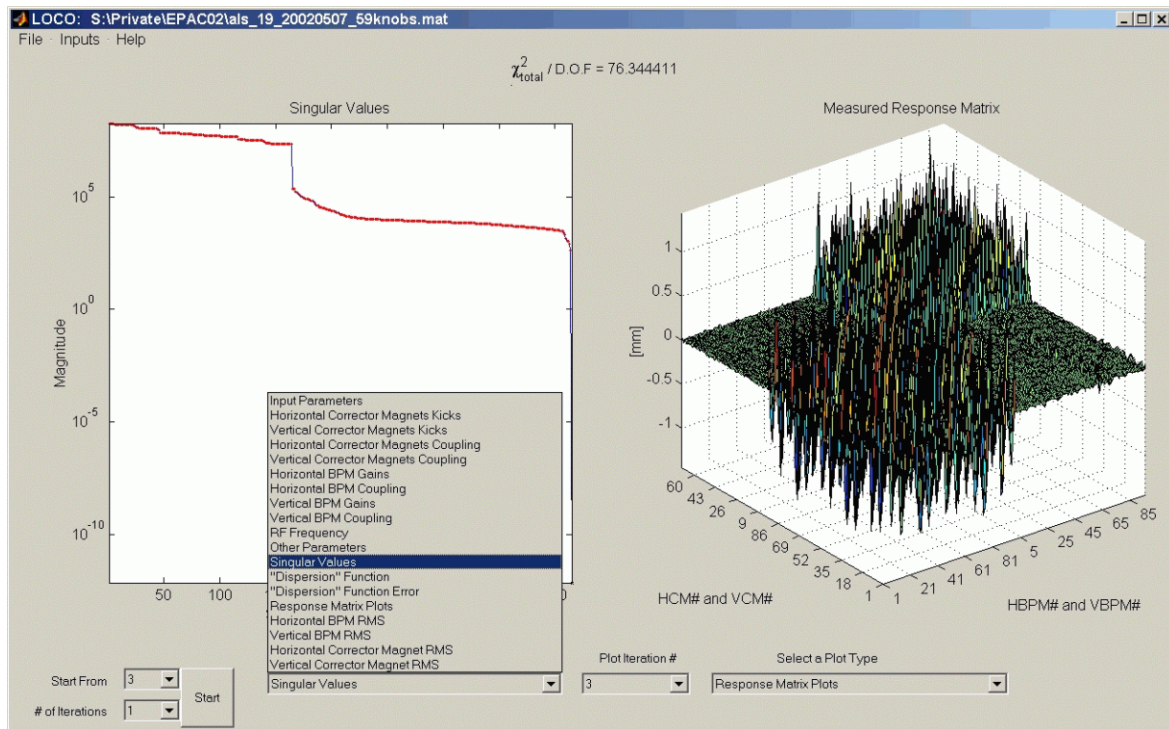 LOCO: S:\Private\EPAC02\als_19_20020507_59knobs.mat
File Inputs Help
χ²total / D.O.F = 76.344411
Singular Values
10^5
10^0
10^-5
10^-10
Magnitude
50 100
Input Parameters
Horizontal Corrector Magnets Kicks
Vertical Corrector Magnets Kicks
Horizontal Corrector Magnets Coupling
Vertical Corrector Magnets Coupling
Horizontal BPM Gains
Horizontal BPM Coupling
Vertical BPM Gains
Vertical BPM Coupling
RF Frequency
Other Parameters
Singular Values
"Dispersion" Function
"Dispersion" Function Error
Response Matrix Plots
Horizontal BPM RMS
Vertical BPM RMS
Horizontal Corrector Magnet RMS
Vertical Corrector Magnet RMS
Singular Values
Measured Response Matrix
1
0.5
0
-0.5
-1
[mm]
60 43 26 9 86 69 52 35 18 1
1 21 41 61 81 5 25 45 65 85
HCM# and VCM#
HBPM# and VBPM#
Start From 3
# of Iterations 1
Start
Plot Iteration #
3
Select a Plot Type
Response Matrix Plots